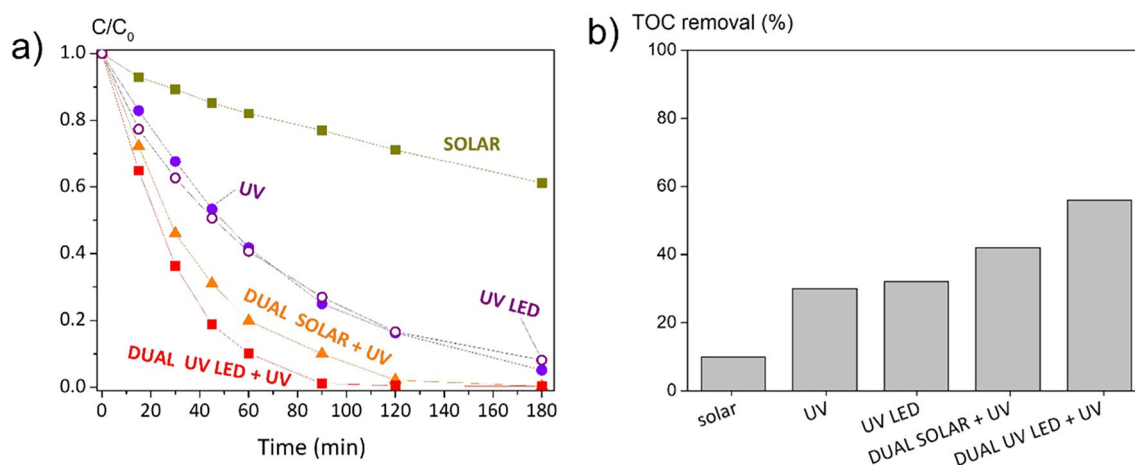 a)
C/C0
1.0
0.8
0.6
0.4
0.2
0.0
0 20 40 60 80 100 120 140 160 180
Time (min)
SOLAR
UV
UV LED
DUAL SOLAR + UV
DUAL UV LED + UV
b)
TOC removal (%)
100
80
60
40
20
0
solar
UV
UV LED
DUAL SOLAR + UV
DUAL UV LED + UV